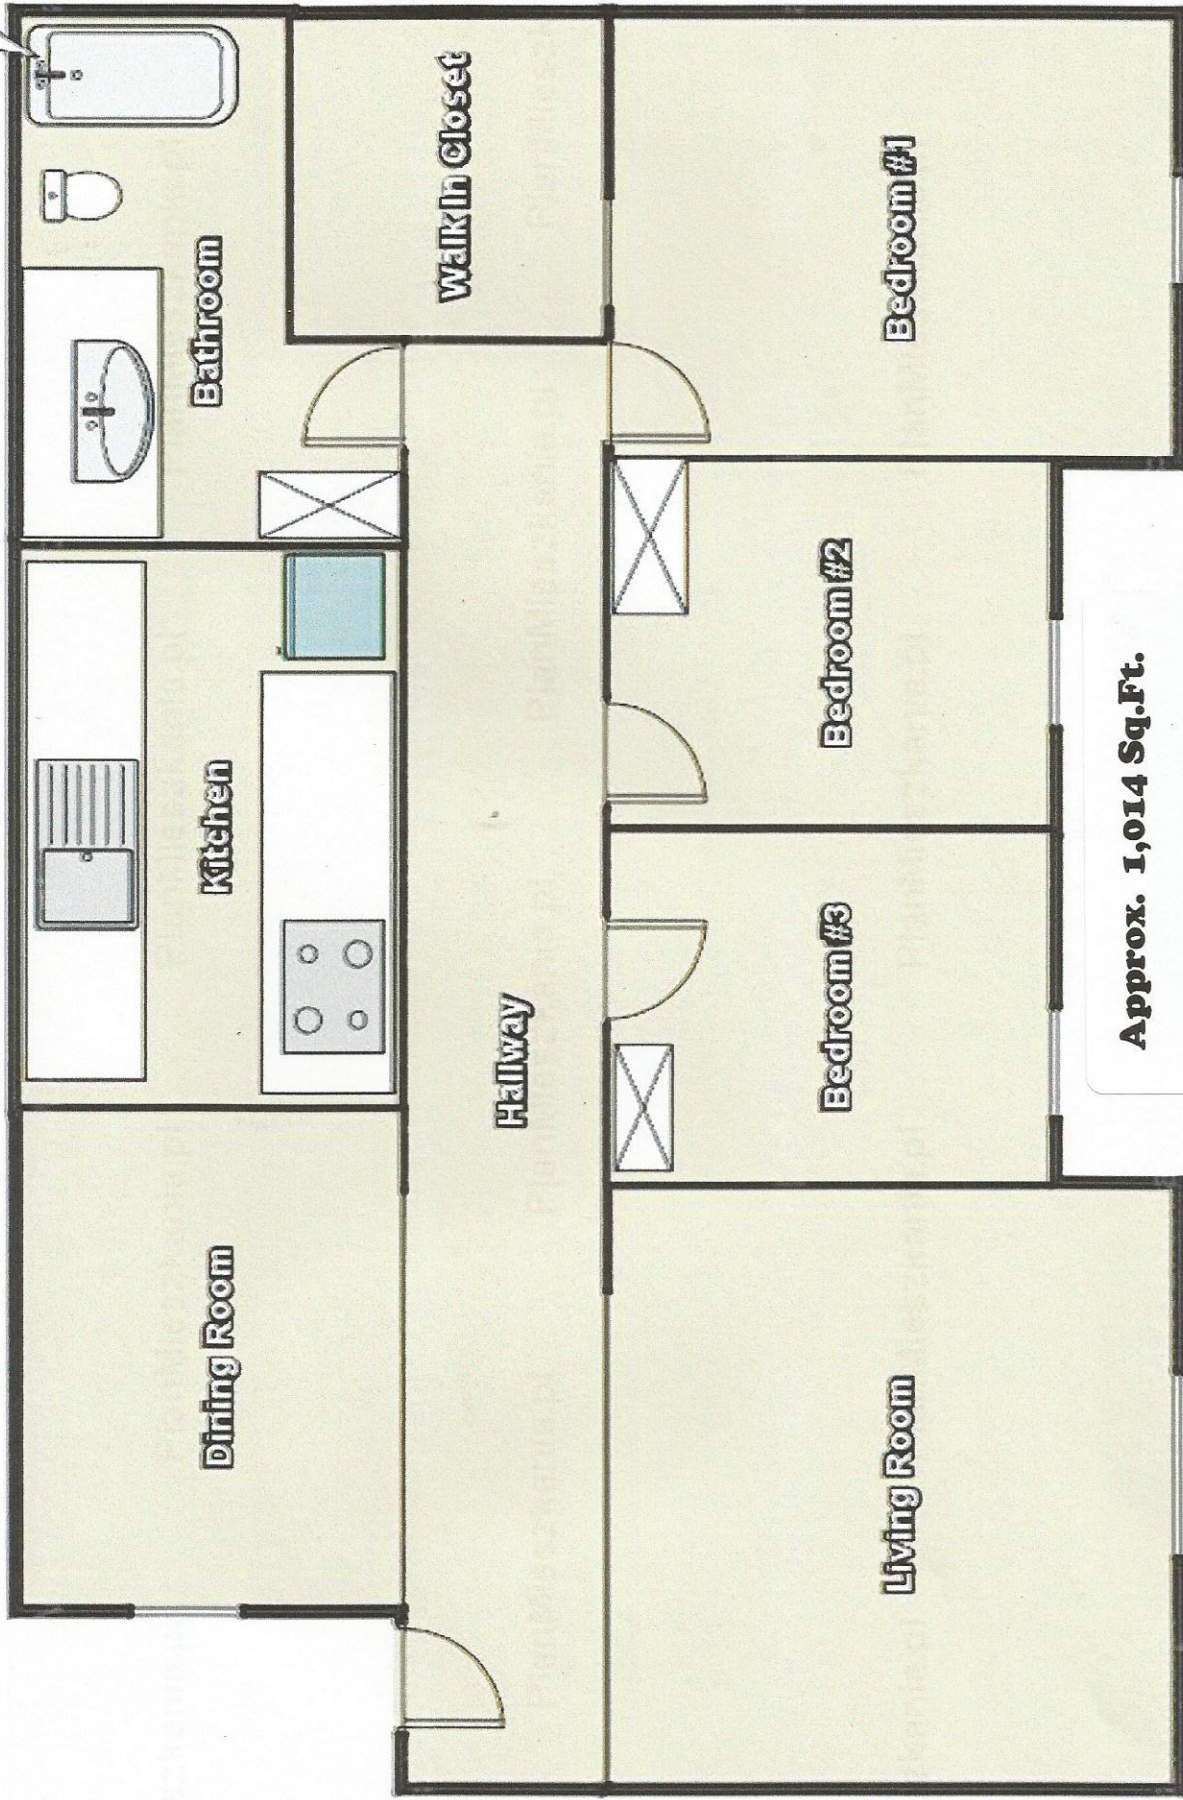 Bathroom
Walk In Closet
Bedroom #1
Kitchen
Bedroom #2
Hallway
Bedroom #3
Dining Room
Living Room
Approx. 1,014 Sq.Ft.